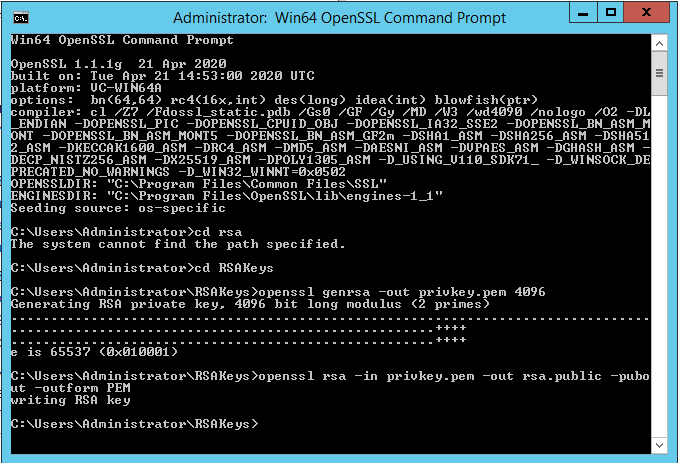 Administrator: Win64 OpenSSL Command Prompt
Win64 OpenSSL Command Prompt
OpenSSL 1.1.1g  21 Apr 2020
built on: Tue Apr 21 14:53:00 2020 UTC
platform: VC-WIN64A
options:  bn(64,64) rc4(16x,int) des(long) idea(int) blowfish(ptr)
compiler: cl /Z7 /Fdossl_static.pdb /Gs0 /GF /Gy /MD /W3 /wd4090 /nologo /O2 -DL
_ENDIAN -DOPENSSL_PIC -DOPENSSL_CPUID_OBJ -DOPENSSL_IA32_SSE2 -DOPENSSL_BN_ASM_M
ONT -DOPENSSL_BN_ASM_MONT5 -DOPENSSL_BN_ASM_GF2m -DSHA1_ASM -DSHA256_ASM -DSHA51
2_ASM -DKECCAK1600_ASM -DRC4_ASM -DMD5_ASM -DAESNI_ASM -DVPAES_ASM -DGHASH_ASM -
DECP_NISTZ256_ASM -DX25519_ASM -DPOLY1305_ASM -D_USING_V110_SDK71_ -D_WINSOCK_DE
PRECATED_NO_WARNINGS -D_WIN32_WINNT=0x0502
OPENSSLDIR: "C:\Program Files\Common Files\SSL"
ENGINESDIR: "C:\Program Files\OpenSSL\lib\engines-1_1"
Seeding source: os-specific
C:\Users\Administrator>cd rsa
The system cannot find the path specified.
C:\Users\Administrator>cd RSAKeys
C:\Users\Administrator\RSAKeys>openssl genrsa -out privkey.pem 4096
Generating RSA private key, 4096 bit long modulus (2 primes)
................................................................................
.....................................................++++
.....................................................++++
e is 65537 (0x010001)
C:\Users\Administrator\RSAKeys>openssl rsa -in privkey.pem -out rsa.public -pubo
ut -outform PEM
writing RSA key
C:\Users\Administrator\RSAKeys>